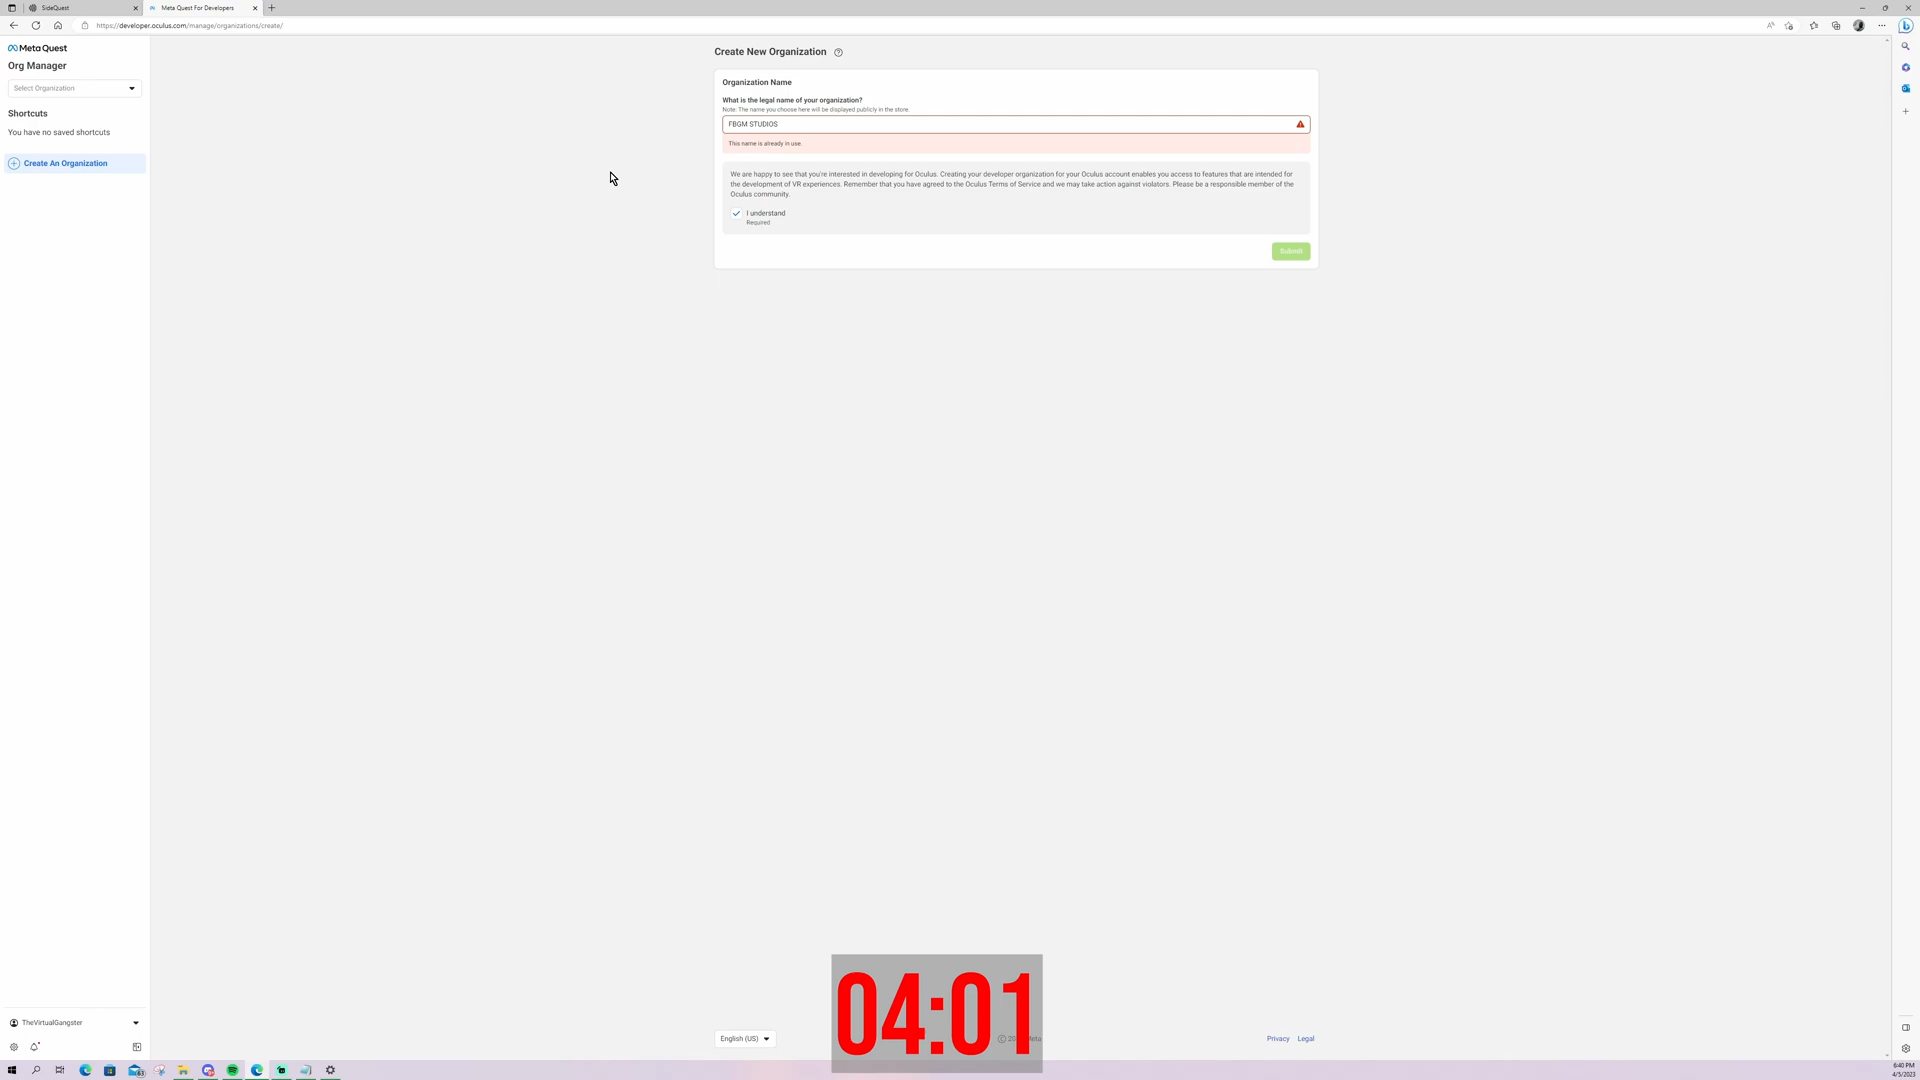 SideQuest
Meta Quest For Developers
https://developer.oculus.com/manage/organizations/create/
Meta Quest
Org Manager
Select Organization
Shortcuts
You have no saved shortcuts
Create An Organization
Create New Organization
Organization Name
What is the legal name of your organization?
Note: The name you choose here will be displayed publicly in the store.
FBGM STUDIOS
This name is already in use.
We are happy to see that you're interested in developing for Oculus. Creating your developer organization for your Oculus account enables you access to features that are intended for
the development of VR experiences. Remember that you have agreed to the Oculus Terms of Service and we may take action against violators. Please be a responsible member of the
Oculus community.
I understand
Required
Submit
04:01
TheVirtualGangster
English (US)
Privacy Legal
6:40 PM
4/5/2023